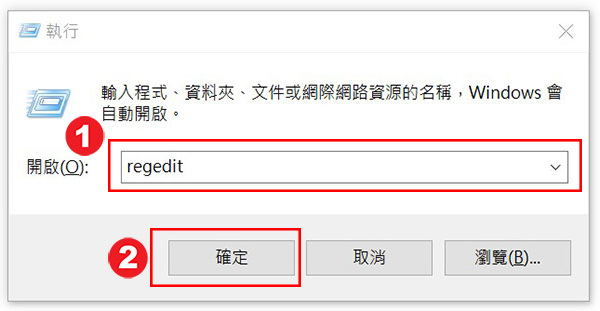 執行
輸入程式、資料夾、文件或網際網路資源的名稱，Windows 會
自動開啟。
1
開啟(O): regedit
2 確定 取消 瀏覽(B)...